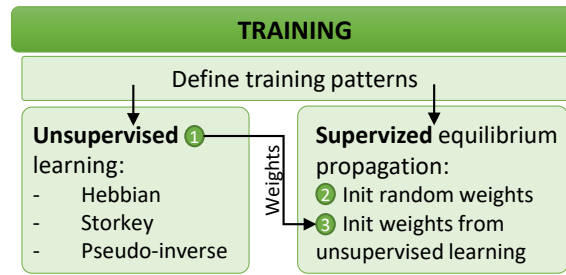 TRAINING
Define training patterns
Unsupervised 1
learning:
- Hebbian
- Storkey
- Pseudo-inverse
Weights
Supervized equilibrium
propagation:
2 Init random weights
3 Init weights from
unsupervised learning